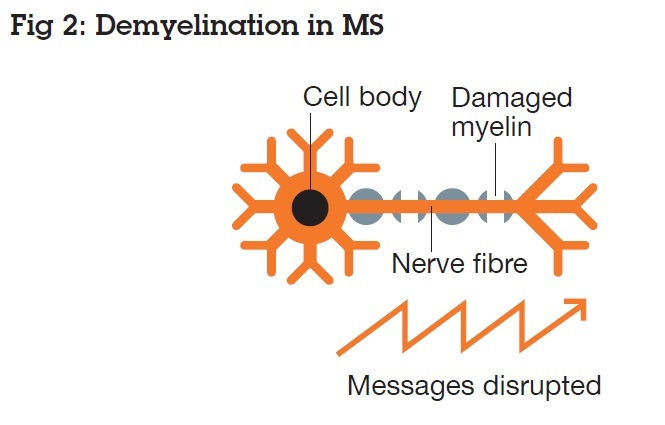 Fig 2: Demyelination in MS
Cell body
Damaged
myelin
Nerve fibre
Messages disrupted